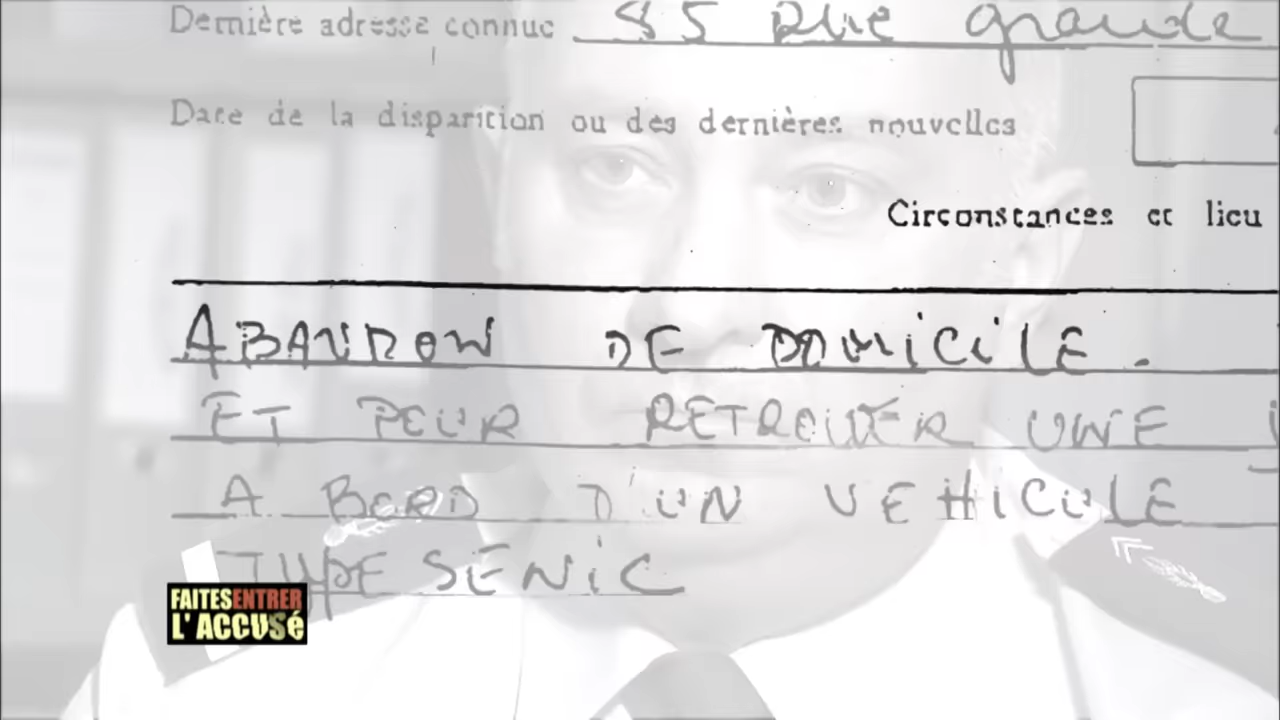 Dernière adresse connue 85 Rue grande
Date de la disparition ou des dernières nouvelles
Circonstances et lieu
ABANDON DE DOMICILE.
ET PEUR RETROUVER UNE
A BORD D'UN VEHICULE
TYPE SENIC
FAITES ENTRER
L'ACCUSé